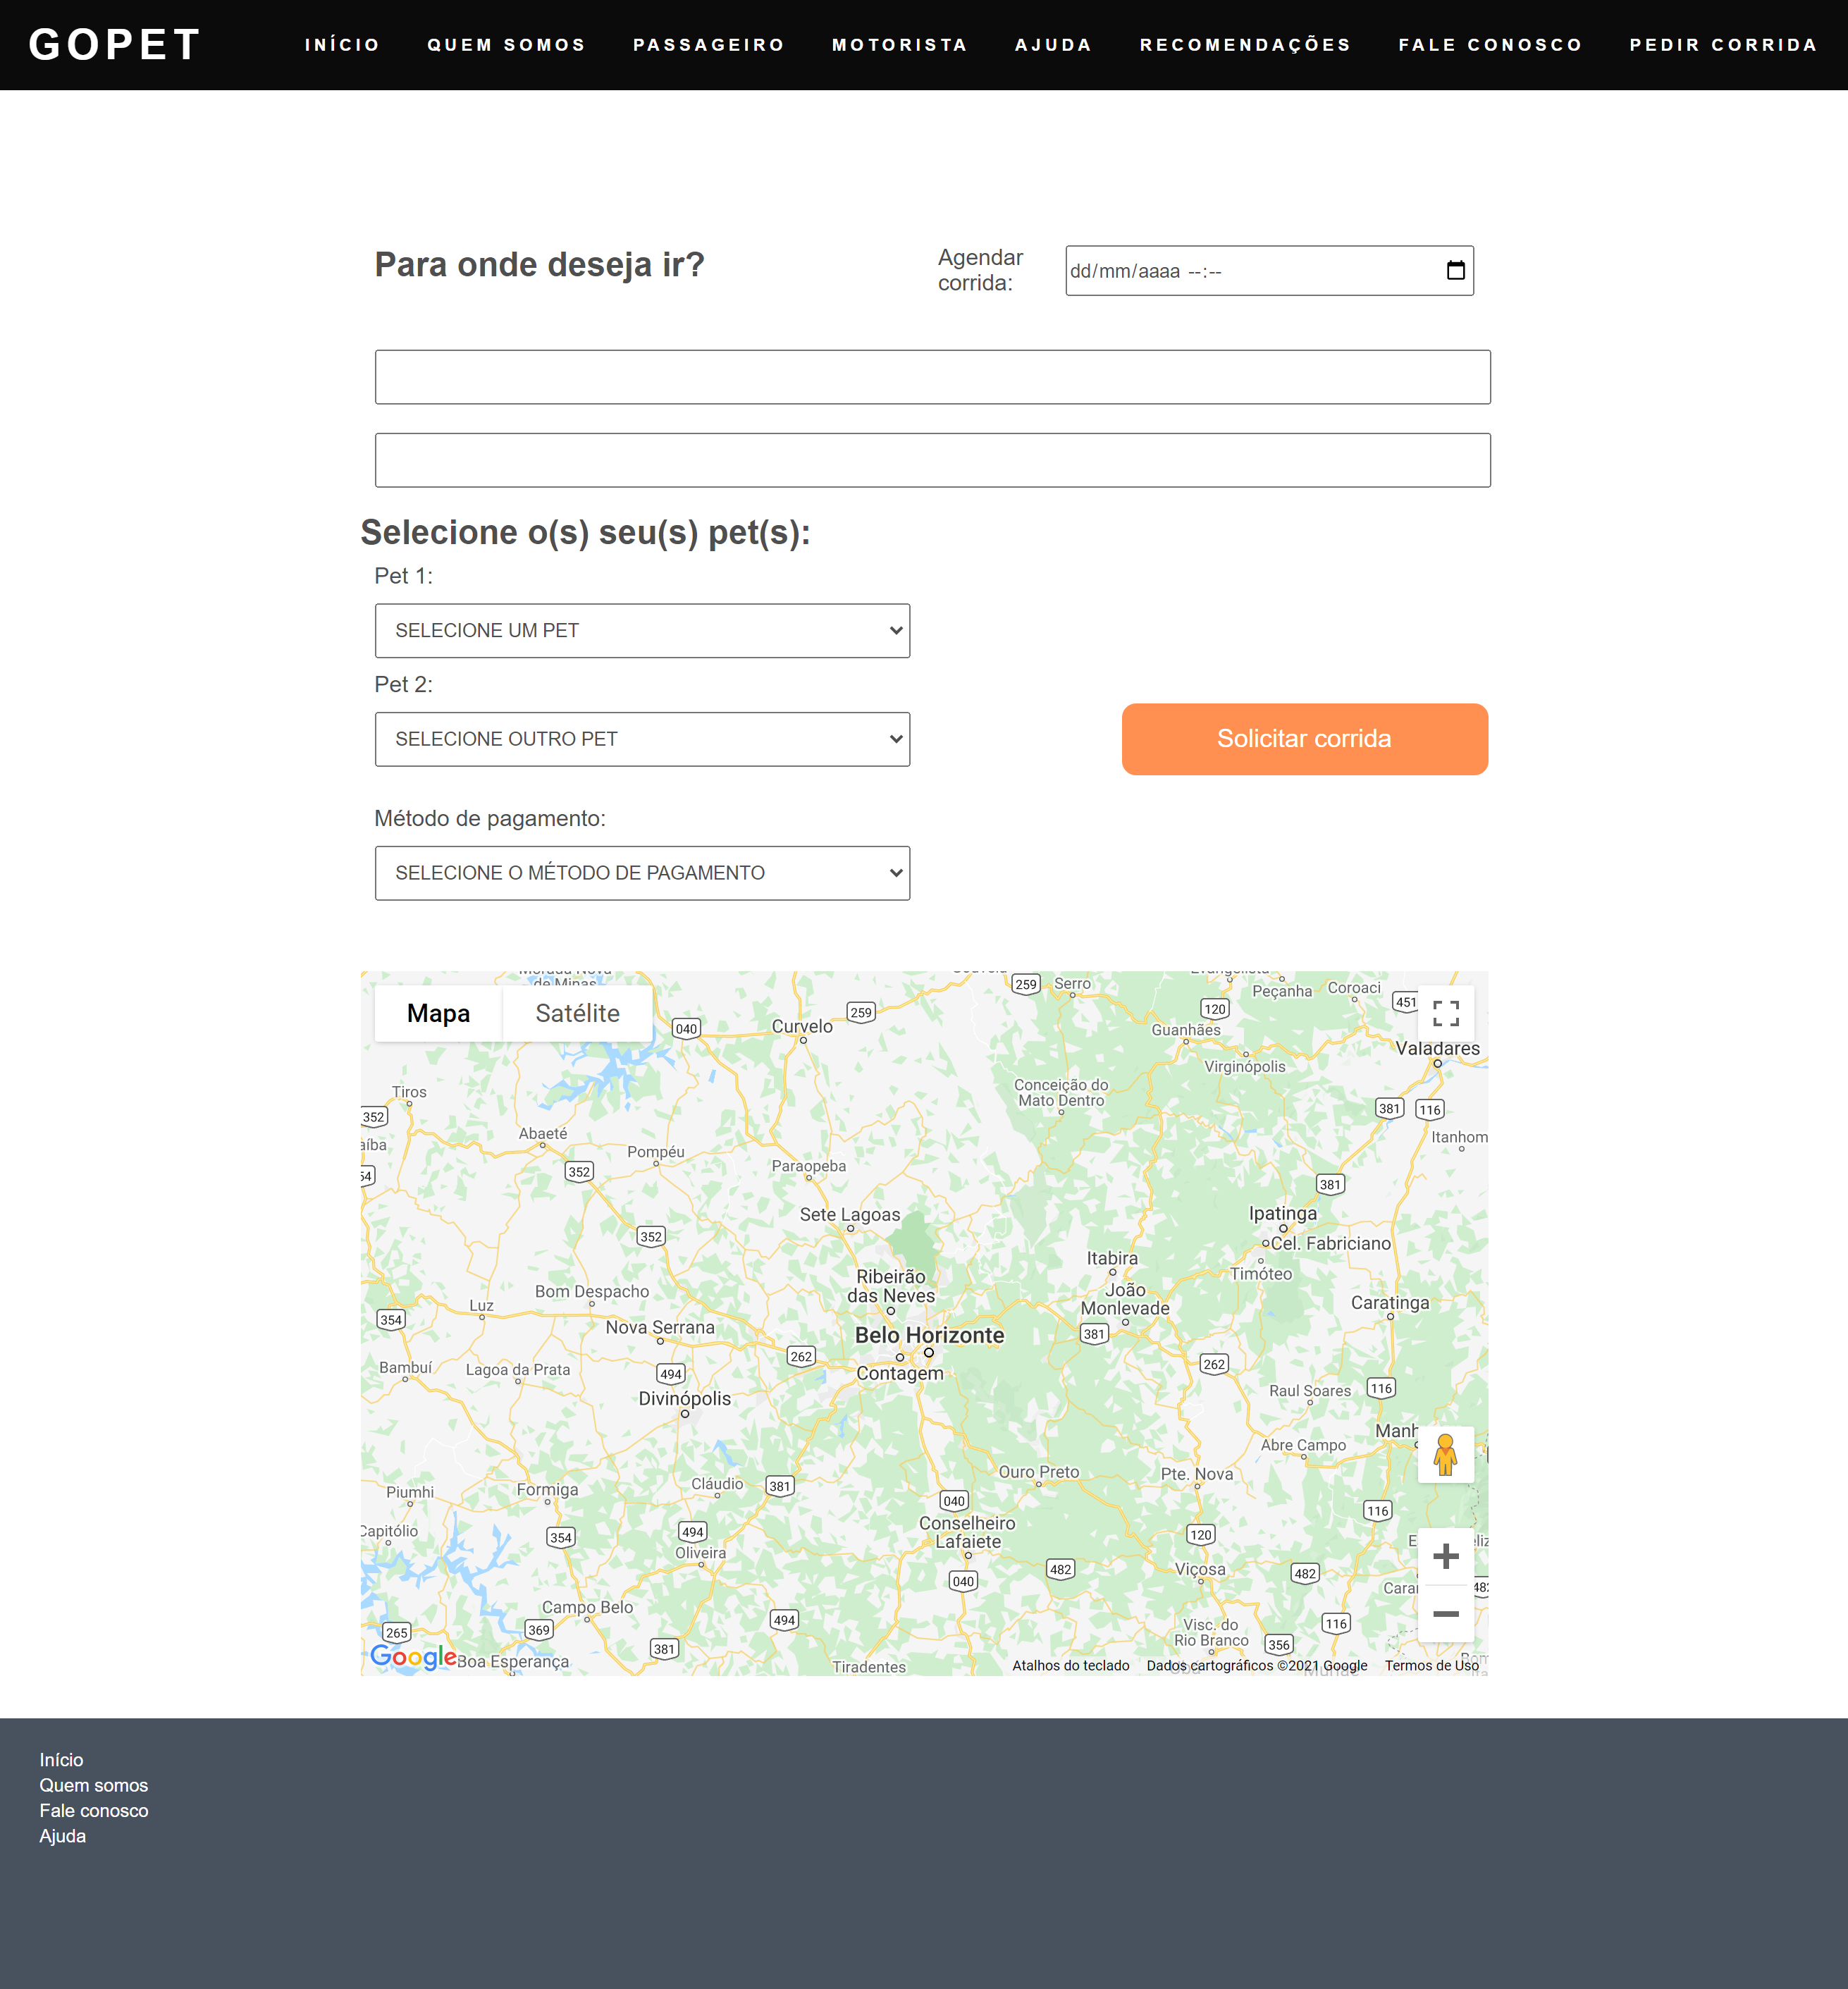 GOPET
INÍCIO
QUEM SOMOS
PASSAGEIRO
MOTORISTA
AJUDA
RECOMENDAÇÕES
FALE CONOSCO
PEDIR CORRIDA
Para onde deseja ir?
Agendar
corrida:
dd/mm/aaaa --:--
Selecione o(s) seu(s) pet(s):
Pet 1:
SELECIONE UM PET
Pet 2:
SELECIONE OUTRO PET
Solicitar corrida
Método de pagamento:
SELECIONE O MÉTODO DE PAGAMENTO
de Minas
259
Serro
Peçanha
Coroaci
451
Mapa
Satélite
040
Curvelo
259
120
Guanhães
Valadares
Virginópolis
Tiros
352
Conceição do
Mato Dentro
381
116
Abaeté
Pompéu
352
Paraopeba
381
Sete Lagoas
Ipatinga
352
Cel. Fabriciano
Itabira
Timóteo
Ribeirão
das Neves
João
Monlevade
Bom Despacho
Luz
354
Caratinga
Nova Serrana
Belo Horizonte
381
262
Contagem
262
Bambuí
Lagoa da Prata
494
Divinópolis
Raul Soares
116
Manh
Abre Campo
Ouro Preto
Pte. Nova
Piumhi
Formiga
Cláudio
381
040
116
Capitólio
354
494
Oliveira
Conselheiro
Lafaiete
120
040
482
Viçosa
482
Campo Belo
265
369
381
494
Visc. do
Rio Branco
356
116
Google
Boa Esperança
Tiradentes
Atalhos do teclado
Dados cartográficos ©2021 Google
Termos de Uso
Início
Quem somos
Fale conosco
Ajuda